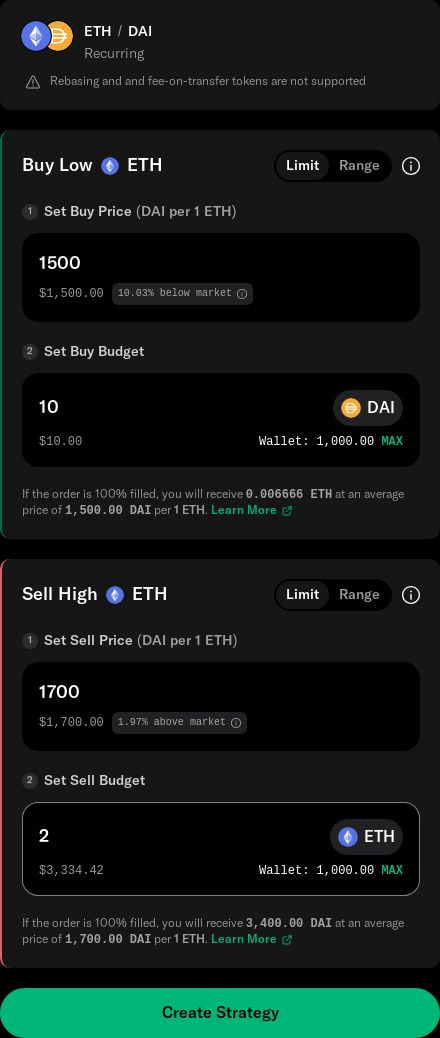 ETH / DAI
Recurring
Rebasing and and fee-on-transfer tokens are not supported
Buy Low ETH Limit Range
1 Set Buy Price (DAI per 1 ETH)
1500
$1,500.00 10.03% below market
2 Set Buy Budget
10 DAI
$10.00 Wallet: 1,000.00 MAX
If the order is 100% filled, you will receive 0.006666 ETH at an average
price of 1,500.00 DAI per 1 ETH. Learn More
Sell High ETH Limit Range
1 Set Sell Price (DAI per 1 ETH)
1700
$1,700.00 1.97% above market
2 Set Sell Budget
2 ETH
$3,334.42 Wallet: 1,000.00 MAX
If the order is 100% filled, you will receive 3,400.00 DAI at an average
price of 1,700.00 DAI per 1 ETH. Learn More
Create Strategy